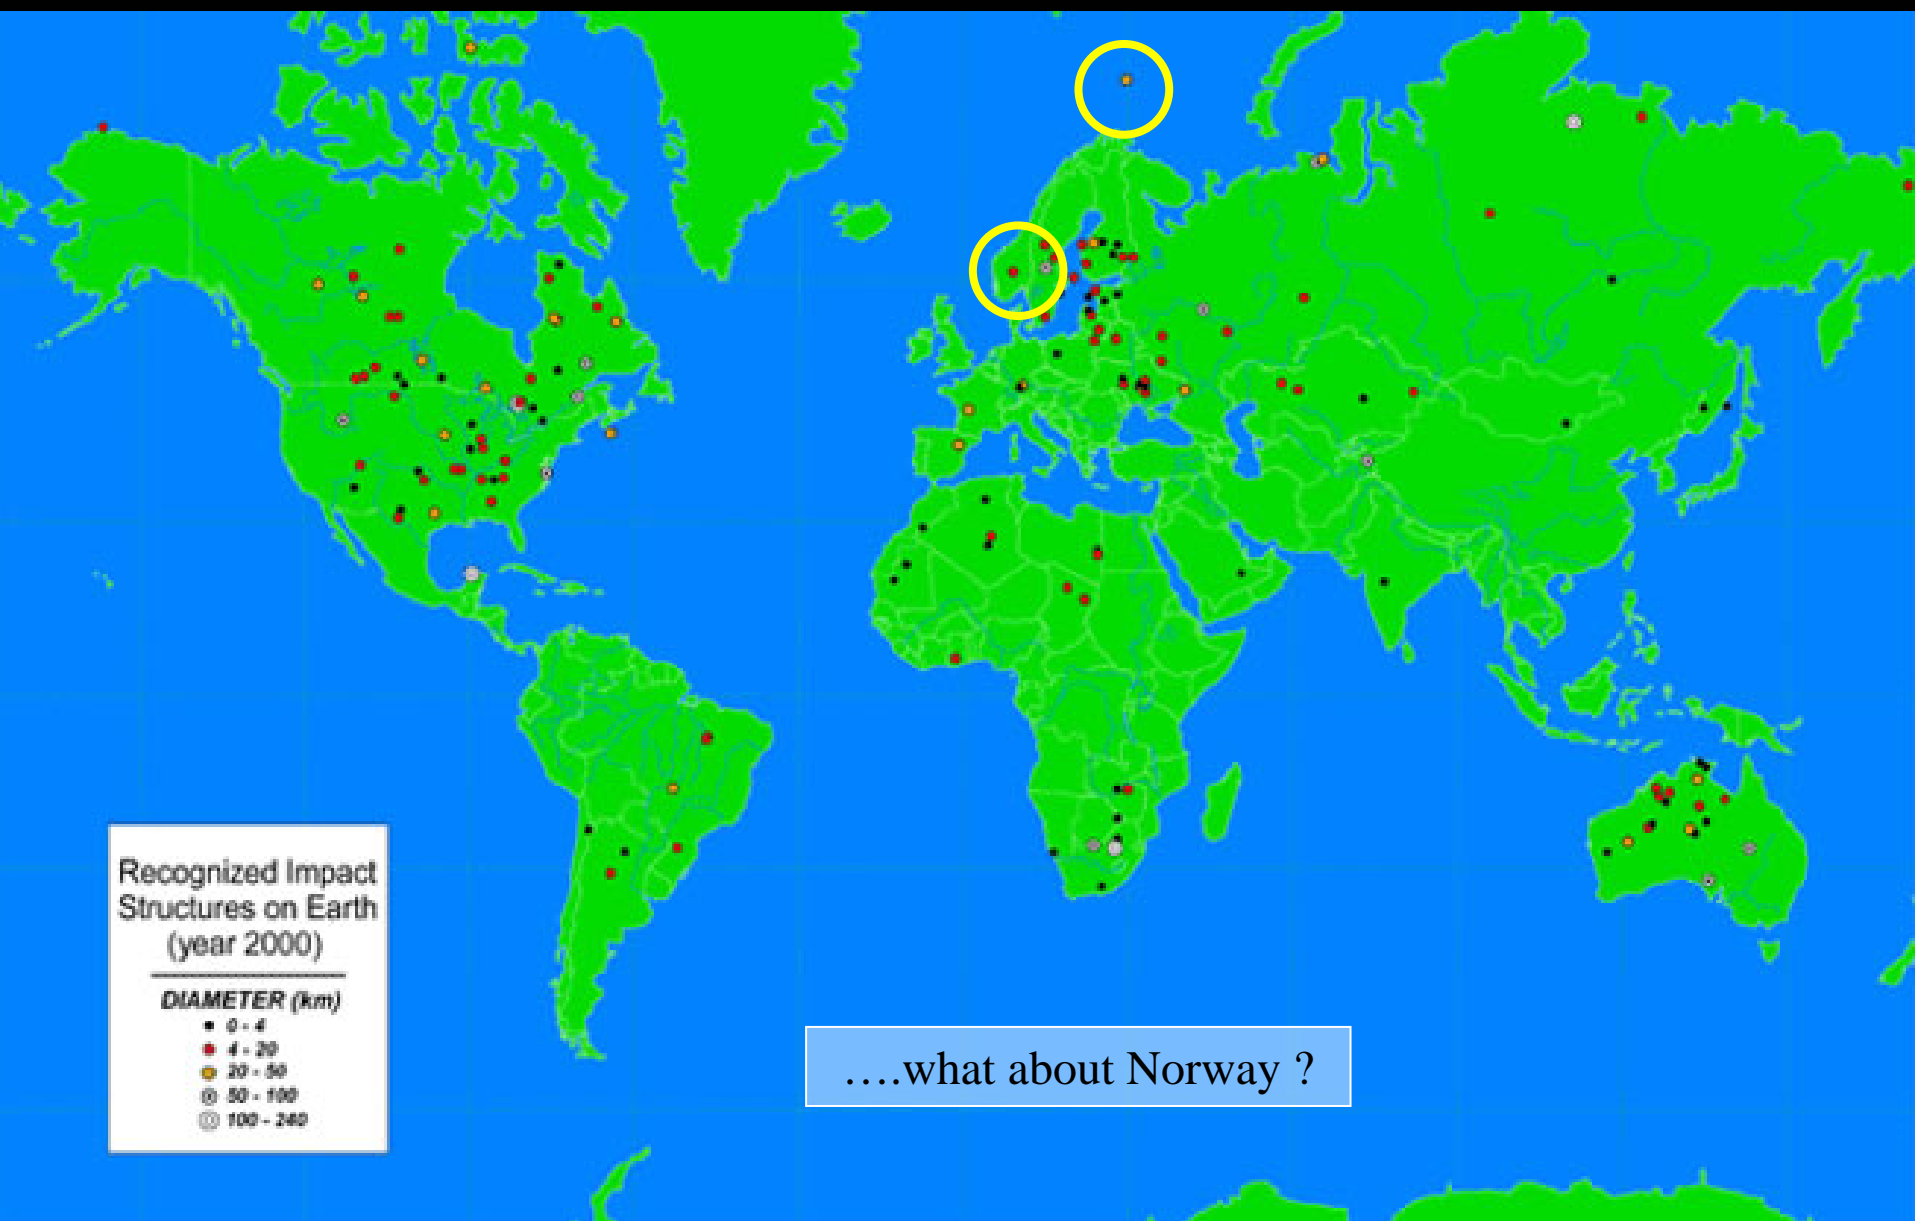 Recognized Impact
Structures on Earth
(year 2000)
DIAMETER (km)
0 - 4
4 - 20
20 - 50
50 - 100
100 - 240
....what about Norway ?